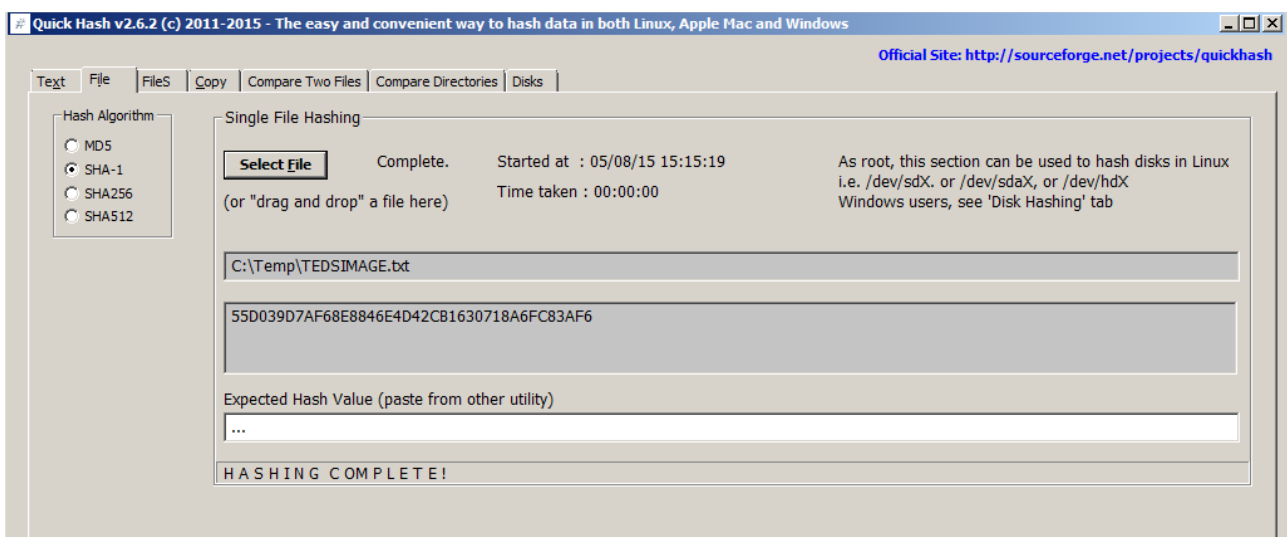 Quick Hash v2.6.2 (c) 2011-2015 - The easy and convenient way to hash data in both Linux, Apple Mac and Windows
Official Site: http://sourceforge.net/projects/quickhash
Text File FileS Copy Compare Two Files Compare Directories Disks
Hash Algorithm
MD5
SHA-1
SHA256
SHA512
Single File Hashing
Select File Complete. Started at : 05/08/15 15:15:19
(or "drag and drop" a file here) Time taken : 00:00:00
As root, this section can be used to hash disks in Linux
i.e. /dev/sdX. or /dev/sdaX, or /dev/hdX
Windows users, see 'Disk Hashing' tab
C:\Temp\TEDSIMAGE.txt
55D039D7AF68E8846E4D42CB1630718A6FC83AF6
Expected Hash Value (paste from other utility)
...
HASHING COMPLETE!